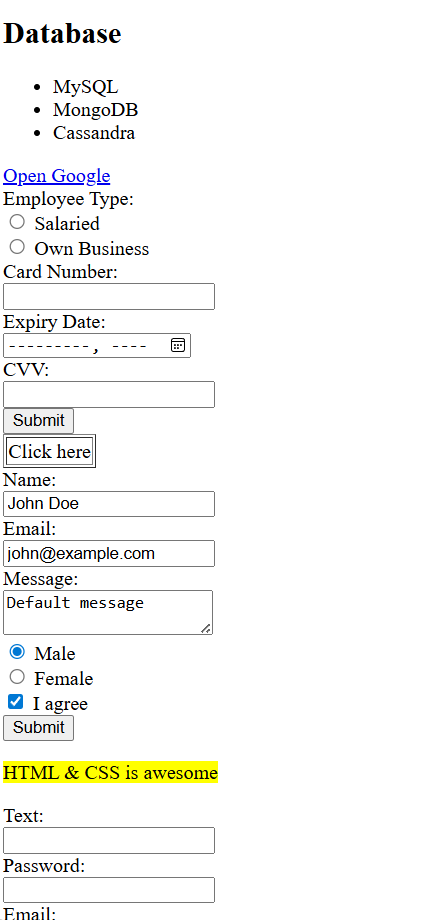 Database
MySQL
MongoDB
Cassandra
Open Google
Employee Type:
Salaried
Own Business
Card Number:
Expiry Date:
---------, ----
CVV:
Submit
Click here
Name:
John Doe
Email:
john@example.com
Message:
Default message
Male
Female
I agree
Submit
HTML & CSS is awesome
Text:
Password:
Email: